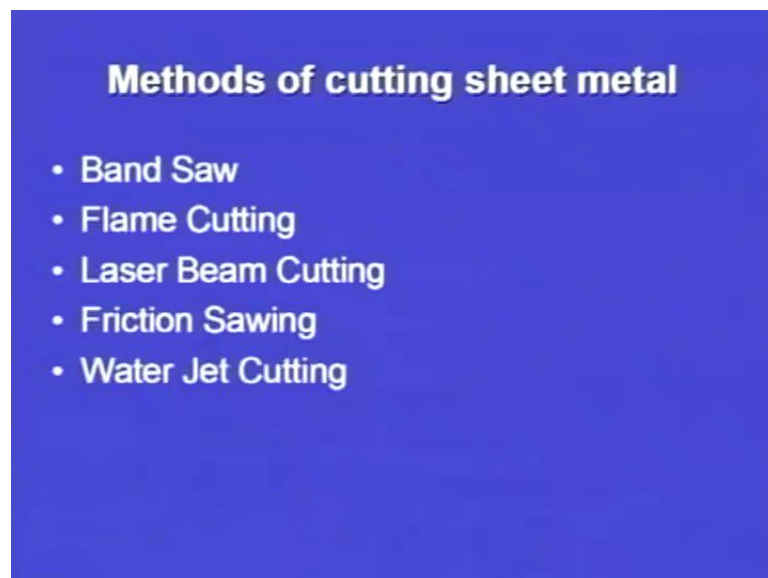 Methods of cutting sheet metal
• Band Saw
• Flame Cutting
• Laser Beam Cutting
• Friction Sawing
• Water Jet Cutting